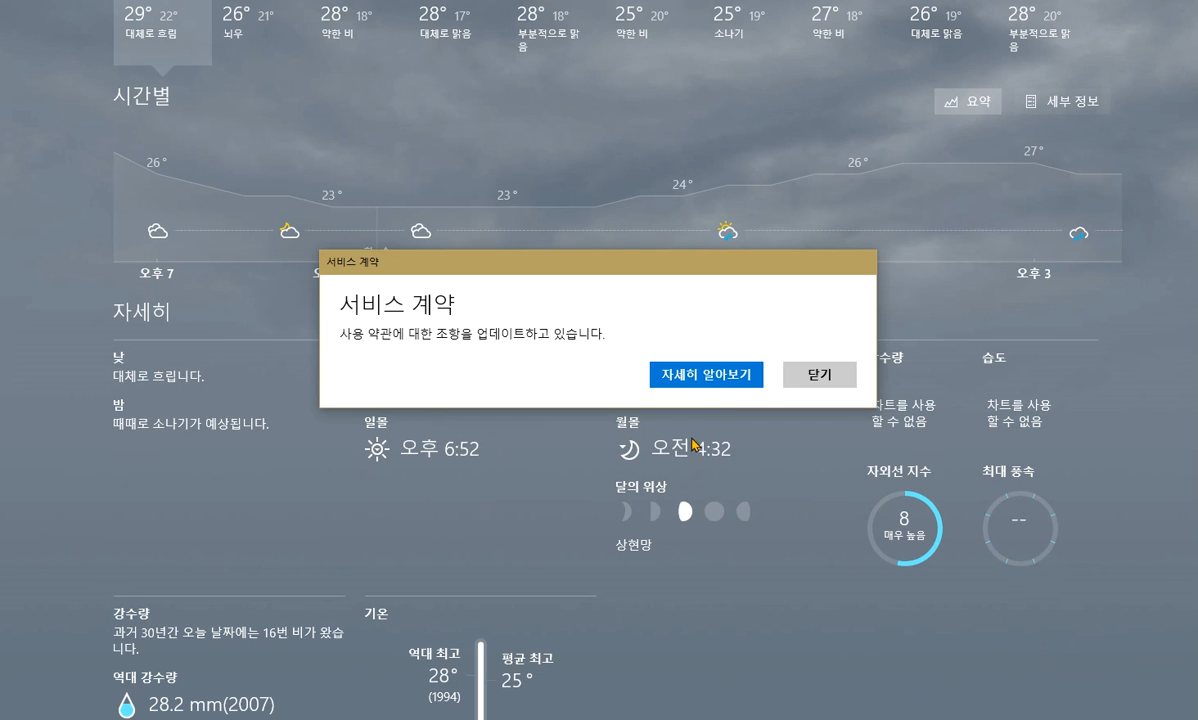 29° 22° 26° 21° 28° 18° 28° 17° 28° 18° 25° 20° 25° 19° 27° 18° 26° 19° 28° 20°
대체로 흐림 뇌우 약한 비 대체로 맑음 부분적으로 맑 약한 비 소나기 약한 비 대체로 맑음 부분적으로 맑
음 음
시간별
요약 세부 정보
26° 23° 23° 24° 26° 27°
오후 7 오후 3
서비스 계약
서비스 계약
사용 약관에 대한 조항을 업데이트하고 있습니다.
자세히 알아보기 닫기
자세히
낮
대체로 흐립니다.
밤
때때로 소나기가 예상됩니다.
일몰
오후 6:52
월몰
오전 4:32
달의 위상
상현망
강수량
차트를 사용
할 수 없음
습도
차트를 사용
할 수 없음
자외선 지수
8
매우 높음
최대 풍속
--
강수량
과거 30년간 오늘 날짜에는 16번 비가 왔습
니다.
역대 강수량
28.2 mm(2007)
기온
역대 최고
28°
(1994)
평균 최고
25°